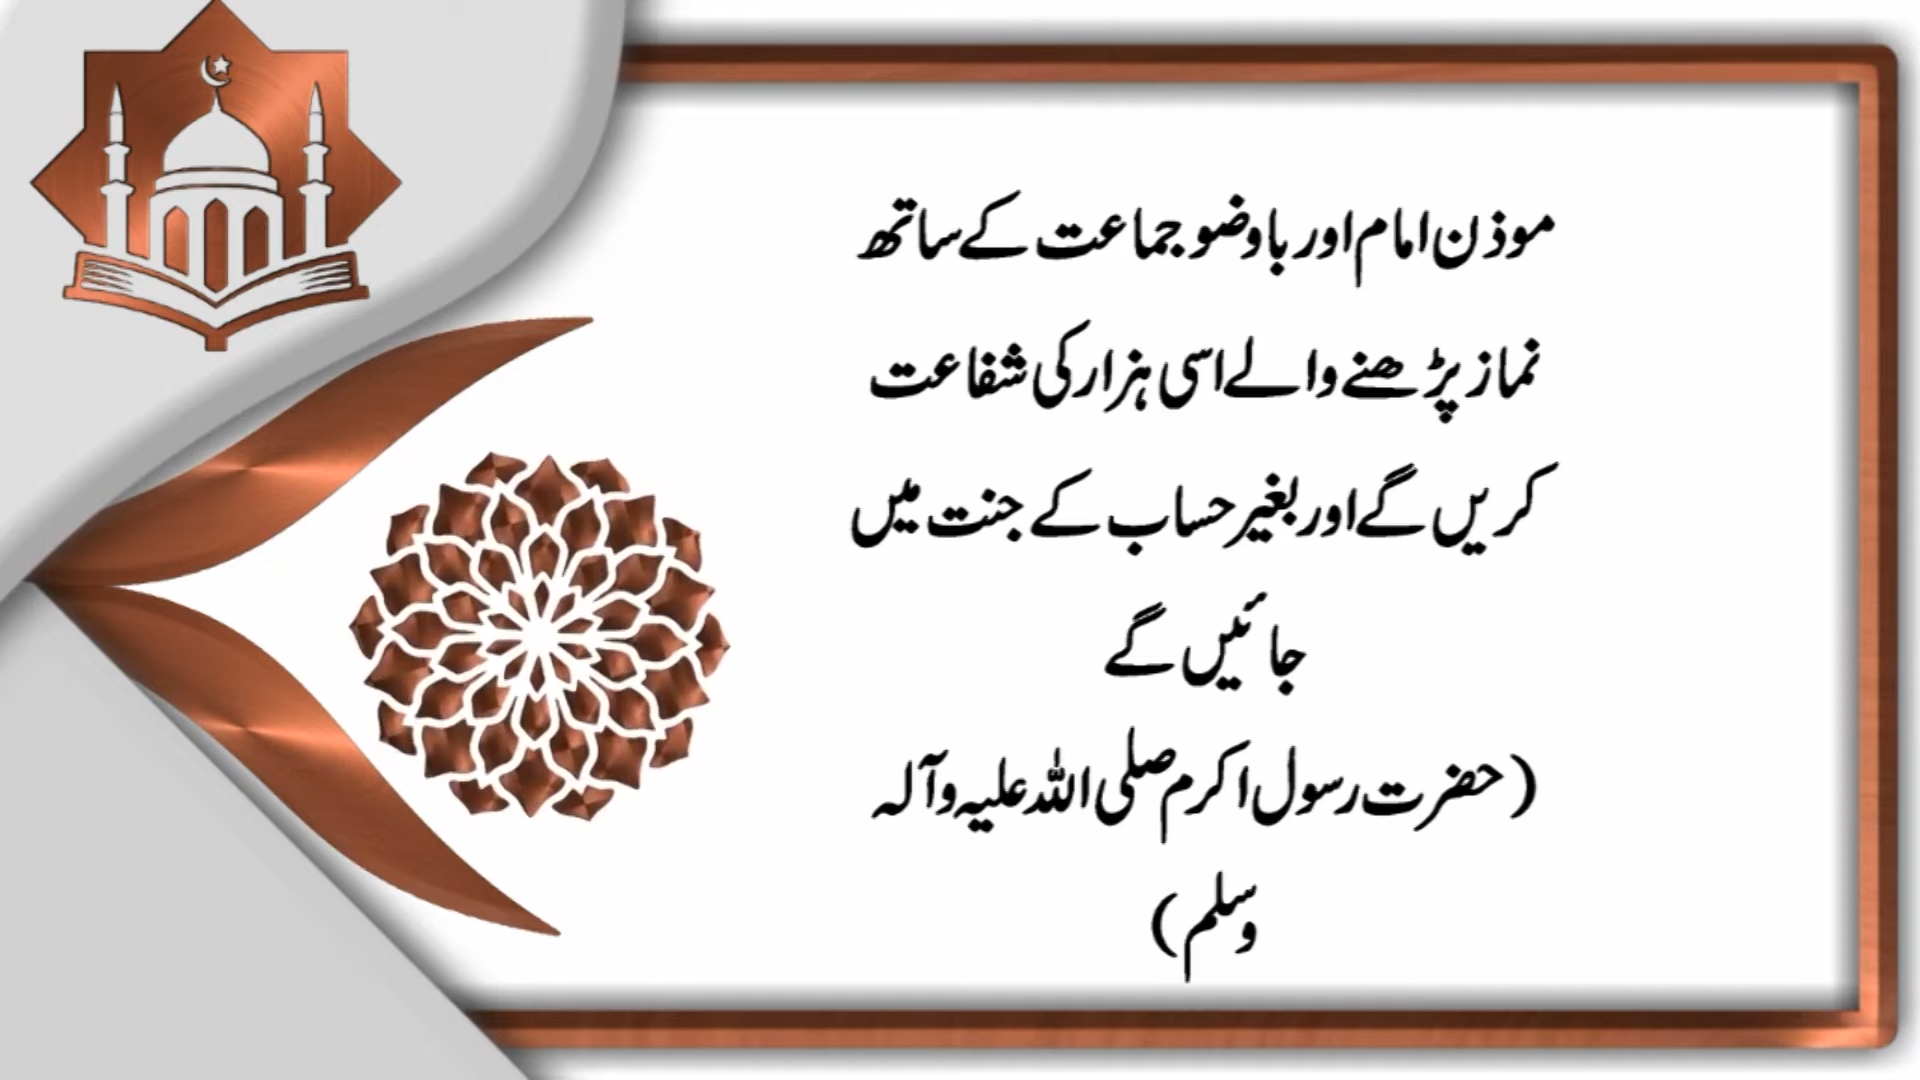 موذن امام اور باوضو جماعت کے ساتھ
نماز پڑھنے والے اسی ہزار کی شفاعت
کریں گے اور بغیر حساب کے جنت میں
جائیں گے
(حضرت رسول اکرم صلی اللہ علیہ وآلہ
وسلم)